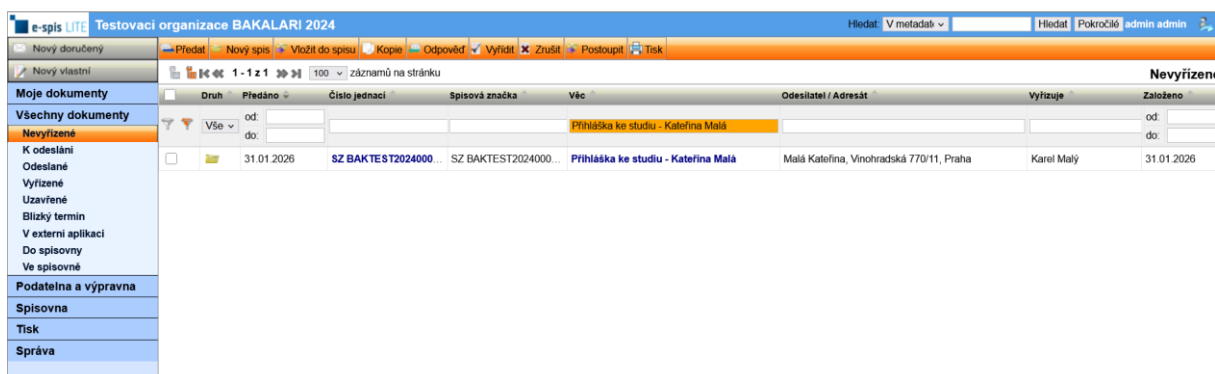 e-spis LITE Testovací organizace BAKALARI 2024 Hledat: V metadate Hledat Pokročilé admin admin
Nový doručený Předat Nový spis Vložit do spisu Kopie Odpověď Vyřídit Zrušit Postoupit Tisk
Nový vlastní 1 - 1 z 1 100 záznamů na stránku Nevyřízené
Moje dokumenty Druh Předáno Číslo jednací Spisová značka Věc Odesílatel / Adresát Vyřizuje Založeno
Všechny dokumenty Vše od: do: Přihláška ke studiu - Kateřina Malá od: do:
Nevyřízené
K odeslání 31.01.2026 SZ BAKTEST2024000... SZ BAKTEST2024000... Přihláška ke studiu - Kateřina Malá Malá Kateřina, Vinohradská 770/11, Praha Karel Malý 31.01.2026
Odeslané
Vyřízené
Uzavřené
Blízký termín
V externí aplikaci
Do spisovny
Ve spisovně
Podatelna a výpravna
Spisovna
Tisk
Správa